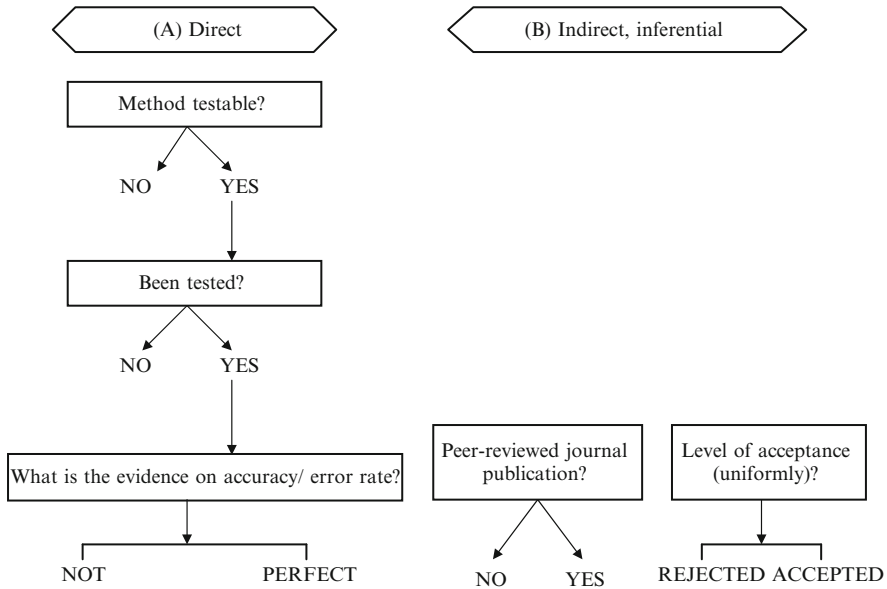 (A) Direct
(B) Indirect, inferential
Method testable?
NO
YES
Been tested?
NO
YES
What is the evidence on accuracy/ error rate?
NOT
PERFECT
Peer-reviewed journal
publication?
NO
YES
Level of acceptance
(uniformly)?
REJECTED
ACCEPTED